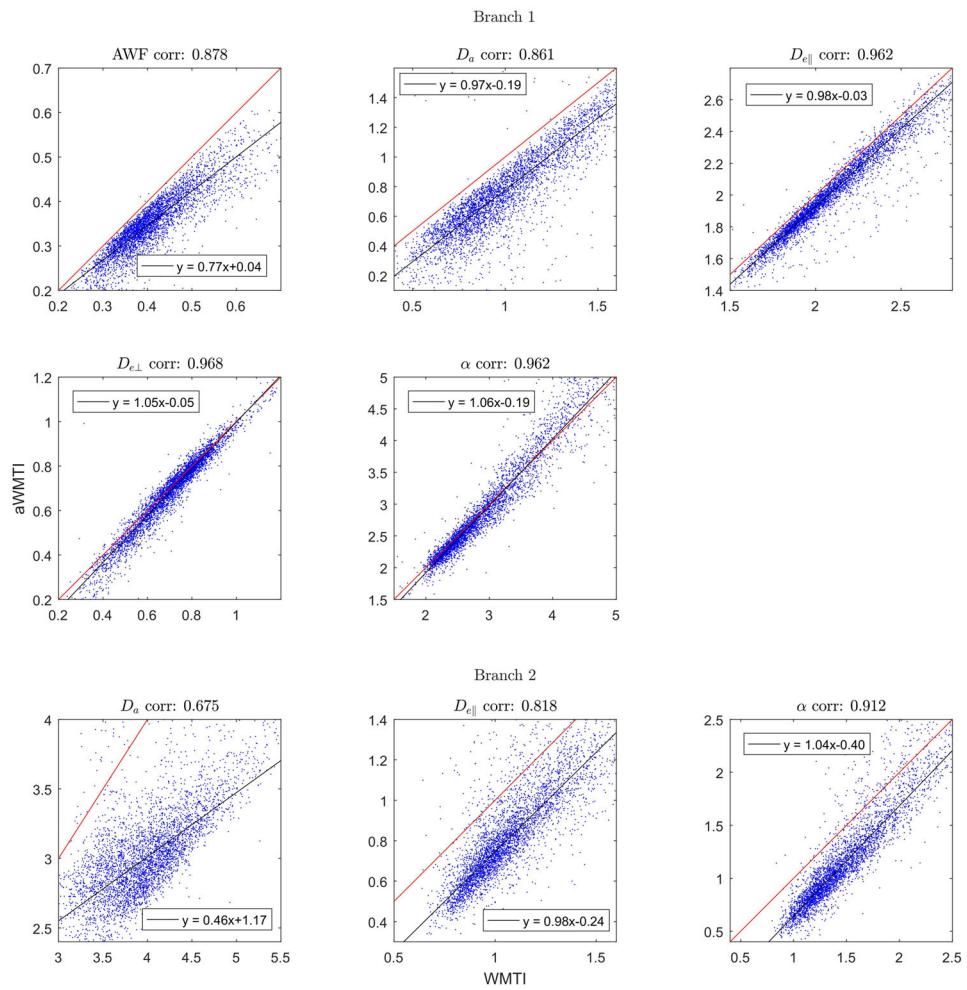 Branch 1
AWF corr: 0.878
0.7
0.6
0.5
0.4
0.3
0.2
y = 0.77x+0.04
0.2 0.3 0.4 0.5 0.6
D_a corr: 0.861
1.4
1.2
1
0.8
0.6
0.4
0.2
y = 0.97x-0.19
0.5 1 1.5
D_e∥ corr: 0.962
2.6
2.4
2.2
2
1.8
1.6
1.4
y = 0.98x-0.03
1.5 2 2.5
D_e⊥ corr: 0.968
1.2
1
0.8
0.6
0.4
0.2
y = 1.05x-0.05
0.2 0.4 0.6 0.8 1
aWMTI
α corr: 0.962
5
4.5
4
3.5
3
2.5
2
1.5
y = 1.06x-0.19
2 3 4 5
Branch 2
D_a corr: 0.675
4
3.5
3
2.5
y = 0.46x+1.17
3 3.5 4 4.5 5 5.5
D_e∥ corr: 0.818
1.4
1.2
1
0.8
0.6
0.4
y = 0.98x-0.24
0.5 1 1.5
WMTI
α corr: 0.912
2.5
2
1.5
1
0.5
y = 1.04x-0.40
0.5 1 1.5 2 2.5